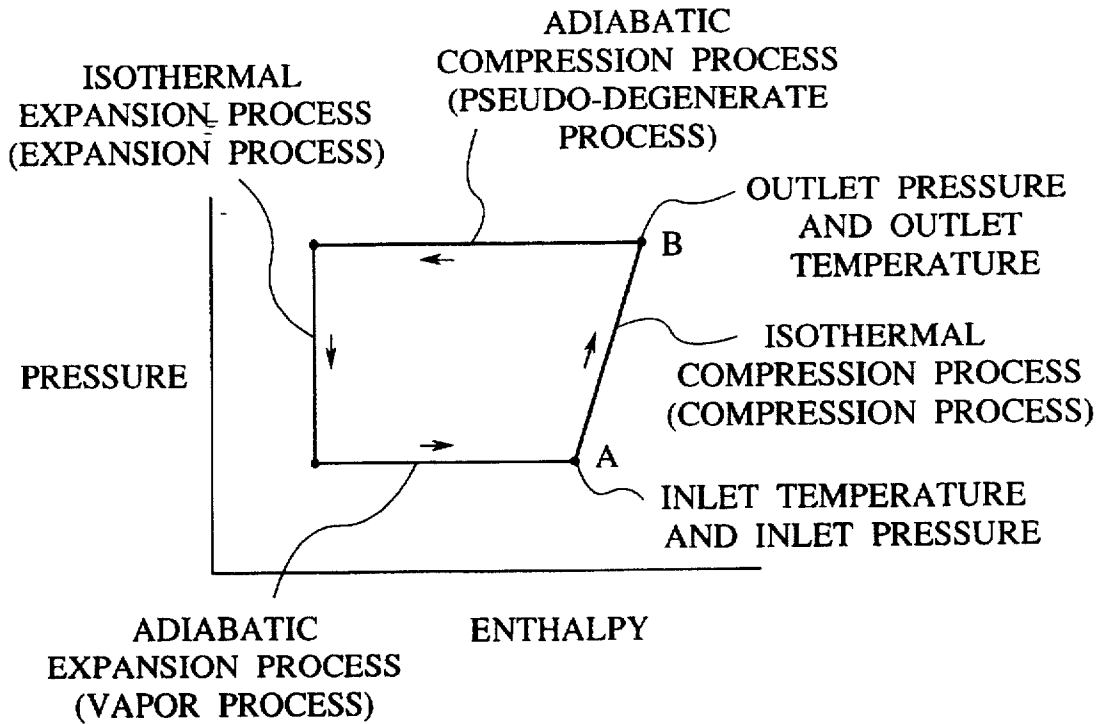 ADIABATIC
COMPRESSION PROCESS
(PSEUDO-DEGENERATE
PROCESS)
ISOTHERMAL
EXPANSION PROCESS
(EXPANSION PROCESS)
OUTLET PRESSURE
AND OUTLET
TEMPERATURE
B
ISOTHERMAL
COMPRESSION PROCESS
(COMPRESSION PROCESS)
PRESSURE
A
INLET TEMPERATURE
AND INLET PRESSURE
ADIABATIC
EXPANSION PROCESS
(VAPOR PROCESS)
ENTHALPY